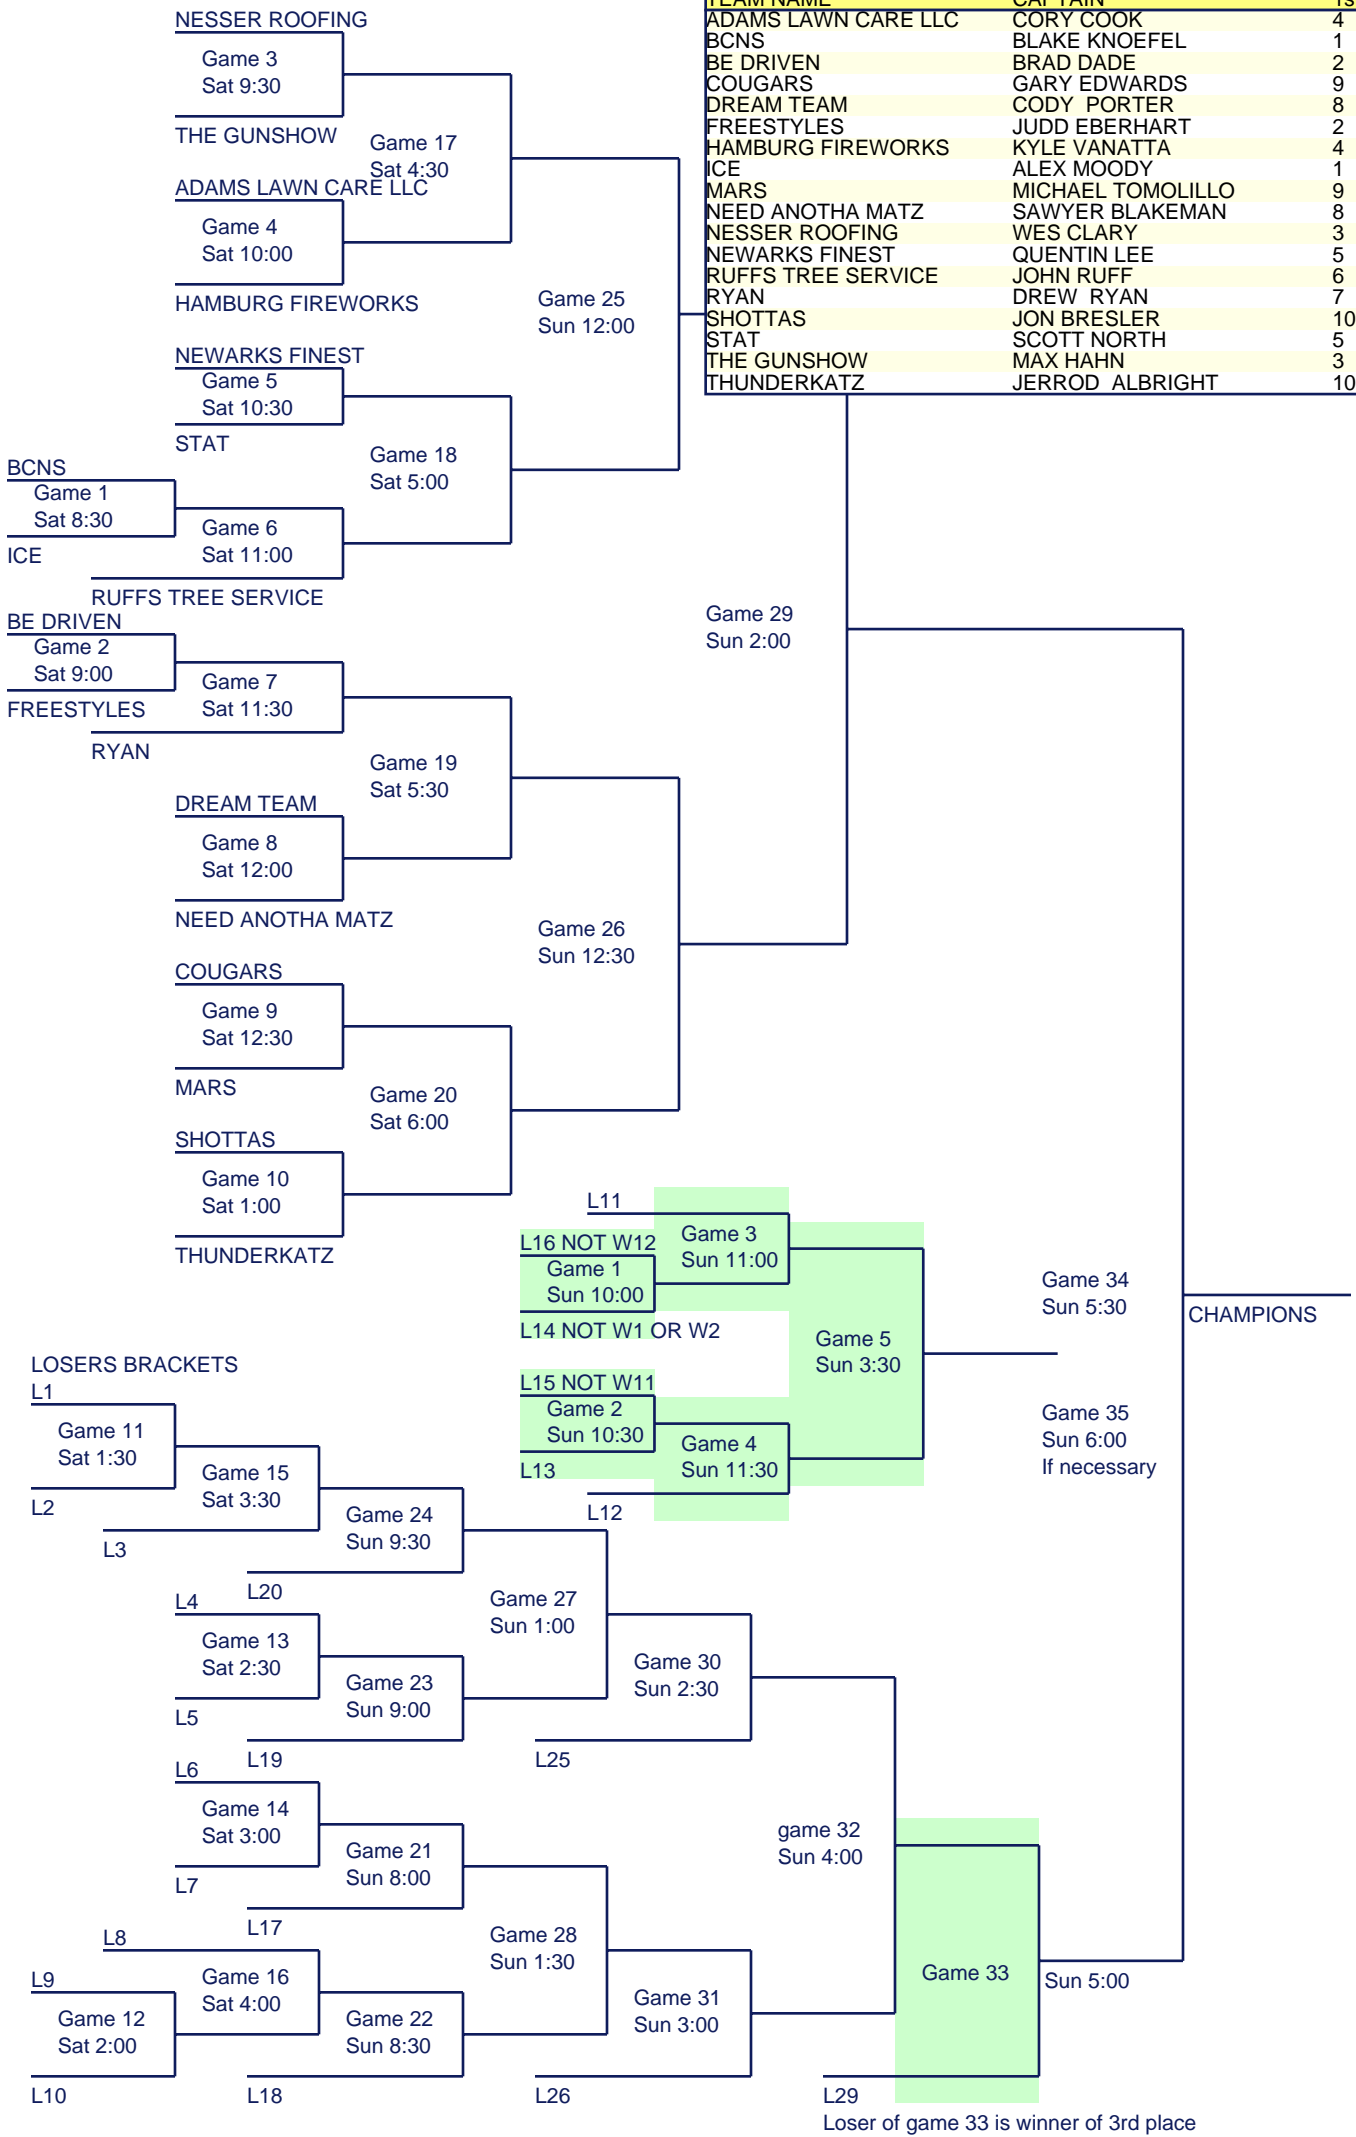 TEAM NAME CAPTAIN 1s
ADAMS LAWN CARE LLC CORY COOK 4
BCNS BLAKE KNOEFEL 1
BE DRIVEN BRAD DADE 2
COUGARS GARY EDWARDS 9
DREAM TEAM CODY PORTER 8
FREESTYLES JUDD EBERHART 2
HAMBURG FIREWORKS KYLE VANATTA 4
ICE ALEX MOODY 1
MARS MICHAEL TOMOLILLO 9
NEED ANOTHA MATZ SAWYER BLAKEMAN 8
NESSER ROOFING WES CLARY 3
NEWARKS FINEST QUENTIN LEE 5
RUFFS TREE SERVICE JOHN RUFF 6
RYAN DREW RYAN 7
SHOTTAS JON BRESLER 10
STAT SCOTT NORTH 5
THE GUNSHOW MAX HAHN 3
THUNDERKATZ JERROD ALBRIGHT 10
NESSER ROOFING
Game 3
Sat 9:30
THE GUNSHOW
Game 17
Sat 4:30
ADAMS LAWN CARE LLC
Game 4
Sat 10:00
HAMBURG FIREWORKS
Game 25
Sun 12:00
NEWARKS FINEST
Game 5
Sat 10:30
STAT
Game 18
Sat 5:00
BCNS
Game 1
Sat 8:30
ICE
Game 6
Sat 11:00
RUFFS TREE SERVICE
Game 29
Sun 2:00
BE DRIVEN
Game 2
Sat 9:00
FREESTYLES
Game 7
Sat 11:30
RYAN
Game 19
Sat 5:30
DREAM TEAM
Game 8
Sat 12:00
NEED ANOTHA MATZ
Game 26
Sun 12:30
COUGARS
Game 9
Sat 12:30
MARS
Game 20
Sat 6:00
SHOTTAS
Game 10
Sat 1:00
THUNDERKATZ
L11
Game 3
Sun 11:00
L16 NOT W12
Game 1
Sun 10:00
L14 NOT W1 OR W2
Game 5
Sun 3:30
L15 NOT W11
Game 2
Sun 10:30
L13
Game 4
Sun 11:30
L12
Game 34
Sun 5:30
CHAMPIONS
Game 35
Sun 6:00
If necessary
LOSERS BRACKETS
L1
Game 11
Sat 1:30
L2
Game 15
Sat 3:30
L3
Game 24
Sun 9:30
L20
L4
Game 13
Sat 2:30
L5
Game 23
Sun 9:00
L19
Game 27
Sun 1:00
Game 30
Sun 2:30
L25
L6
Game 14
Sat 3:00
L7
Game 21
Sun 8:00
L17
L8
Game 16
Sat 4:00
L9
Game 12
Sat 2:00
L10
Game 22
Sun 8:30
L18
Game 28
Sun 1:30
Game 31
Sun 3:00
L26
game 32
Sun 4:00
Game 33
Sun 5:00
L29
Loser of game 33 is winner of 3rd place